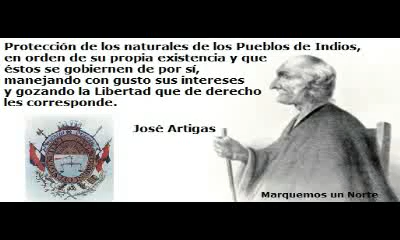 Protección de los naturales de los Pueblos de Indios,
en orden de su propia existencia y que
éstos se gobiernen de por sí,
manejando con gusto sus intereses
y gozando la Libertad que de derecho
les corresponde.
José Artigas
Marquemos un Norte